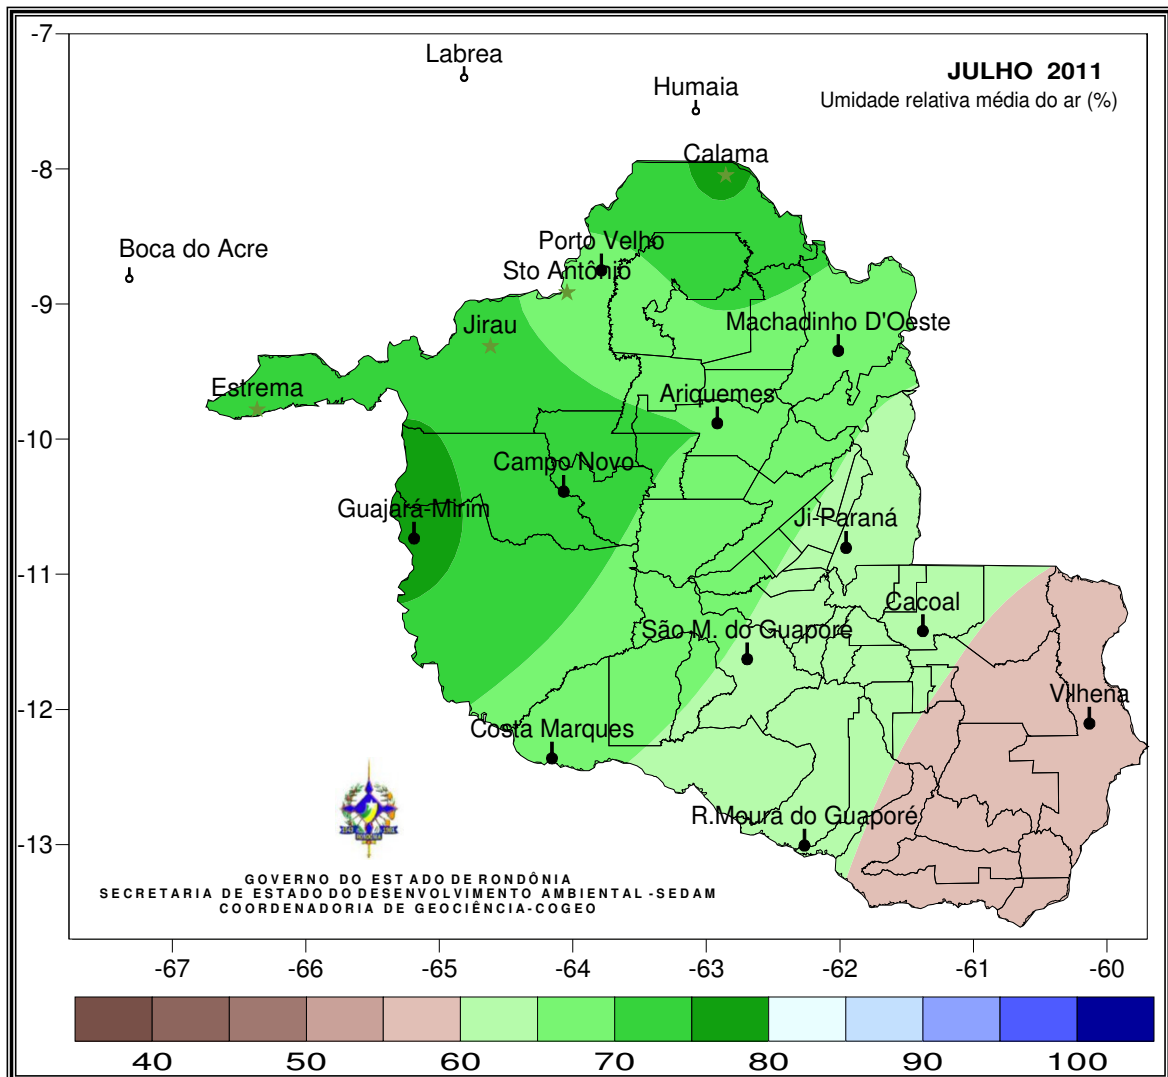 -7
Labrea
JULHO 2011
Humaia
Umidade relativa média do ar (%)
Calama
-8
Porto Velho
Boca do Acre
Sto Antônio
-9
Machadinho D'Oeste
Jirau
Estrema
Ariquemes
-10
Campo Novo
Guajará-Mirim
Ji-Paraná
-11
Cacoal
São M. do Guaporé
Vilhena
-12
Costa Marques
R.Moura do Guaporé
-13
GOVERNO DO ESTADO DE RONDÔNIA
SECRETARIA DE ESTADO DO DESENVOLVIMENTO AMBIENTAL -SEDAM
COORDENADORIA DE GEOCIÊNCIA-COGEO
-67 -66 -65 -64 -63 -62 -61 -60
40 50 60 70 80 90 100